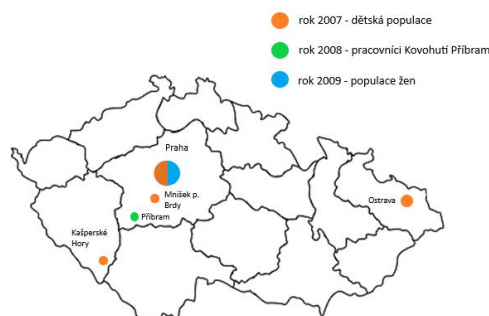 rok 2007 - dětská populace
rok 2008 - pracovníci Kovohutí Příbram
rok 2009 - populace žen
Praha
Mníšek p.
Brdy
Příbram
Ostrava
Kašperské
Hory